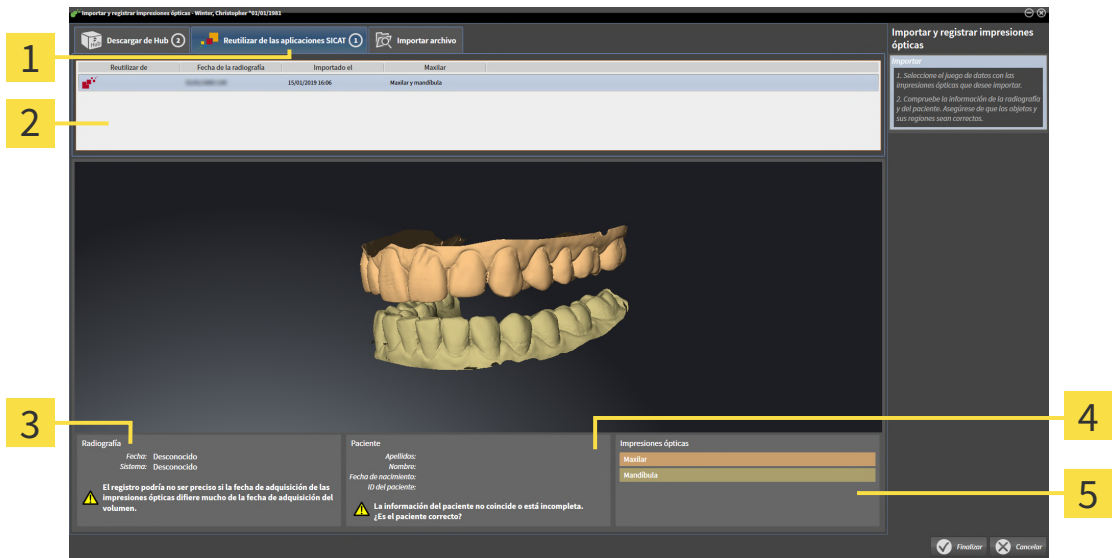 Importar y registrar impresiones ópticas - Winter, Christopher *01/01/1981
Hub
Descargar de Hub 2
Reutilizar de las aplicaciones SICAT 1
Importar archivo
Reutilizar de Fecha de la radiografía Importado el Maxilar
15/01/2019 16:06 Maxilar y mandíbula
Importar y registrar impresiones
ópticas
Importar
1. Seleccione el juego de datos con las
impresiones ópticas que desee importar.
2. Compruebe la información de la radiografía
y del paciente. Asegúrese de que los objetos y
sus regiones sean correctos.
1
2
3
Radiografía
Fecha: Desconocido
Sistema: Desconocido
El registro podría no ser preciso si la fecha de adquisición de las
impresiones ópticas difiere mucho de la fecha de adquisición del
volumen.
Paciente
Apellidos:
Nombre:
Fecha de nacimiento:
ID del paciente:
La información del paciente no coincide o está incompleta.
¿Es el paciente correcto?
Impresiones ópticas
Maxilar
Mandíbula
4
5
Finalizar
Cancelar